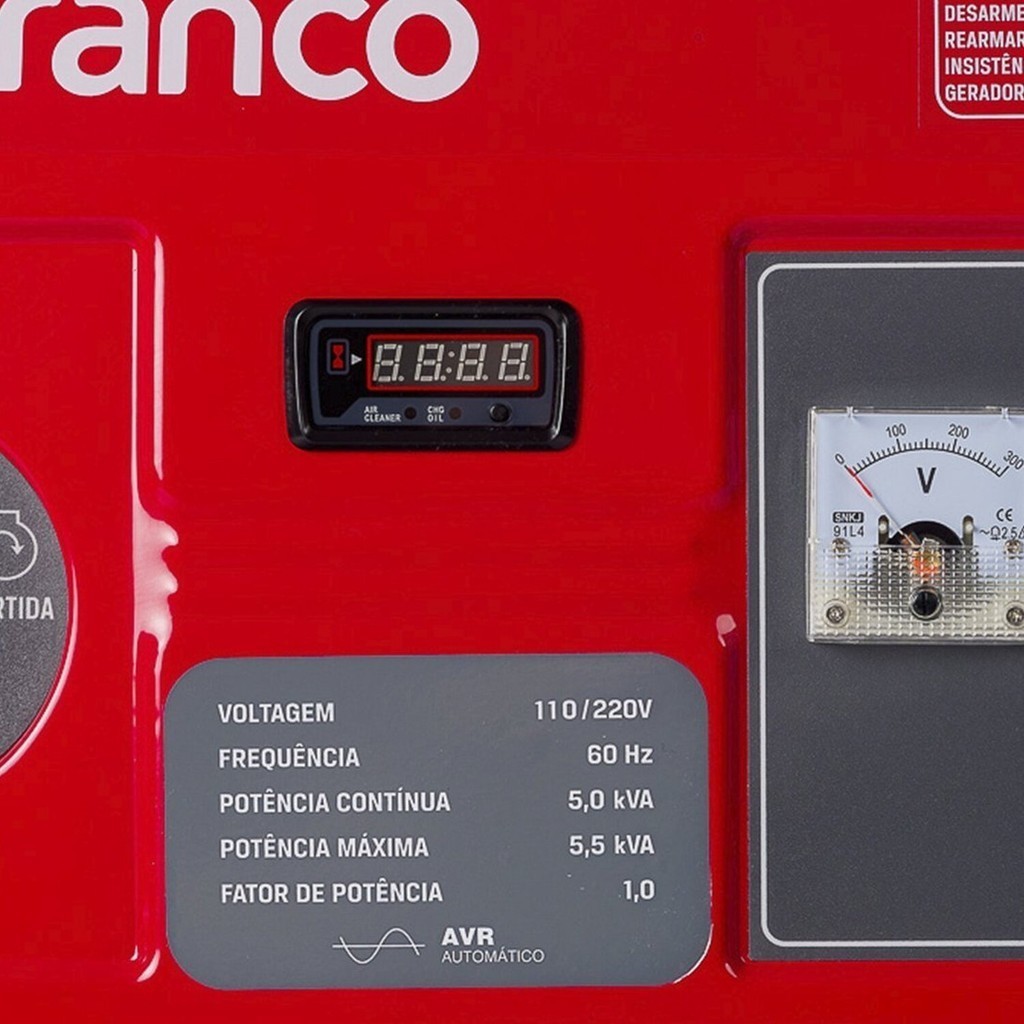 ranco
DESARME
REARMAR
INSISTÊN
GERADOR
88:88
AIR
CLEANER
CHG
OIL
0 100 200 300
V
SNKJ
91L4
CE
RTIDA
VOLTAGEM 110/220V
FREQUÊNCIA 60 Hz
POTÊNCIA CONTÍNUA 5,0 kVA
POTÊNCIA MÁXIMA 5,5 kVA
FATOR DE POTÊNCIA 1,0
AVR
AUTOMÁTICO